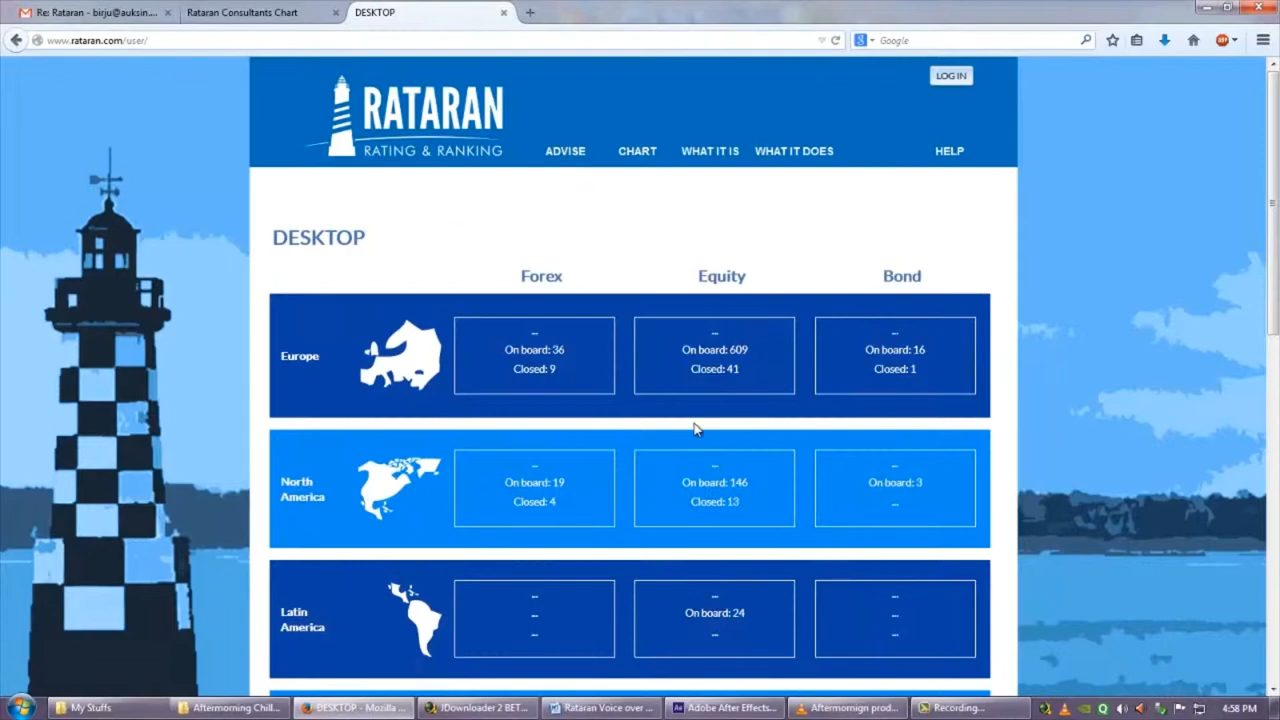 Re: Rataran - birju@auksin....
Rataran Consultants Chart
DESKTOP
www.rataran.com/user/
Google
LOG IN
RATARAN
RATING & RANKING
ADVISE
CHART
WHAT IT IS
WHAT IT DOES
HELP
DESKTOP
Forex
Equity
Bond
Europe
--
On board: 36
Closed: 9
--
On board: 609
Closed: 41
--
On board: 16
Closed: 1
North
America
--
On board: 19
Closed: 4
--
On board: 146
Closed: 13
--
On board: 3
--
Latin
America
--
--
--
--
On board: 24
--
--
--
--
My Stuffs
Aftermorning Chill...
DESKTOP - Mozilla ...
JDownloader 2 BET...
Rataran Voice over ...
Adobe After Effects...
Aftermornign prod...
Recording...
4:58 PM